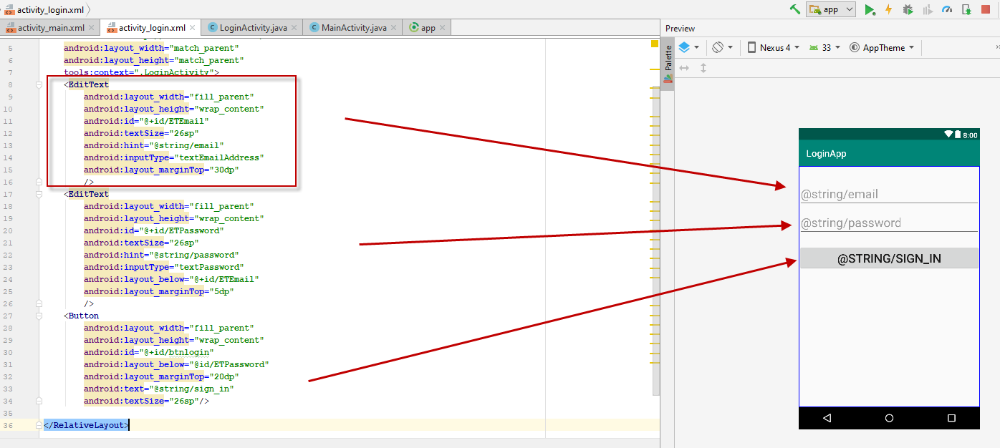 activity_login.xml
activity_main.xml
activity_login.xml
LoginActivity.java
MainActivity.java
app
app
5 android:layout_width="match_parent"
6 android:layout_height="match_parent"
7 tools:context=".LoginActivity">
8 <EditText
9 android:layout_width="fill_parent"
10 android:layout_height="wrap_content"
11 android:id="@+id/ETEmail"
12 android:textSize="26sp"
13 android:hint="@string/email"
14 android:inputType="textEmailAddress"
15 android:layout_marginTop="30dp"
16 />
17 <EditText
18 android:layout_width="fill_parent"
19 android:layout_height="wrap_content"
20 android:id="@+id/ETPassword"
21 android:textSize="26sp"
22 android:hint="@string/password"
23 android:inputType="textPassword"
24 android:layout_below="@+id/ETEmail"
25 android:layout_marginTop="5dp"
26 />
27 <Button
28 android:layout_width="fill_parent"
29 android:layout_height="wrap_content"
30 android:id="@+id/btnlogin"
31 android:layout_below="@id/ETPassword"
32 android:layout_marginTop="20dp"
33 android:text="@string/sign_in"
34 android:textSize="26sp"/>
35
36 </RelativeLayout>
Preview
Palette
Nexus 4
33
AppTheme
8:00
LoginApp
@string/email
@string/password
@STRING/SIGN_IN